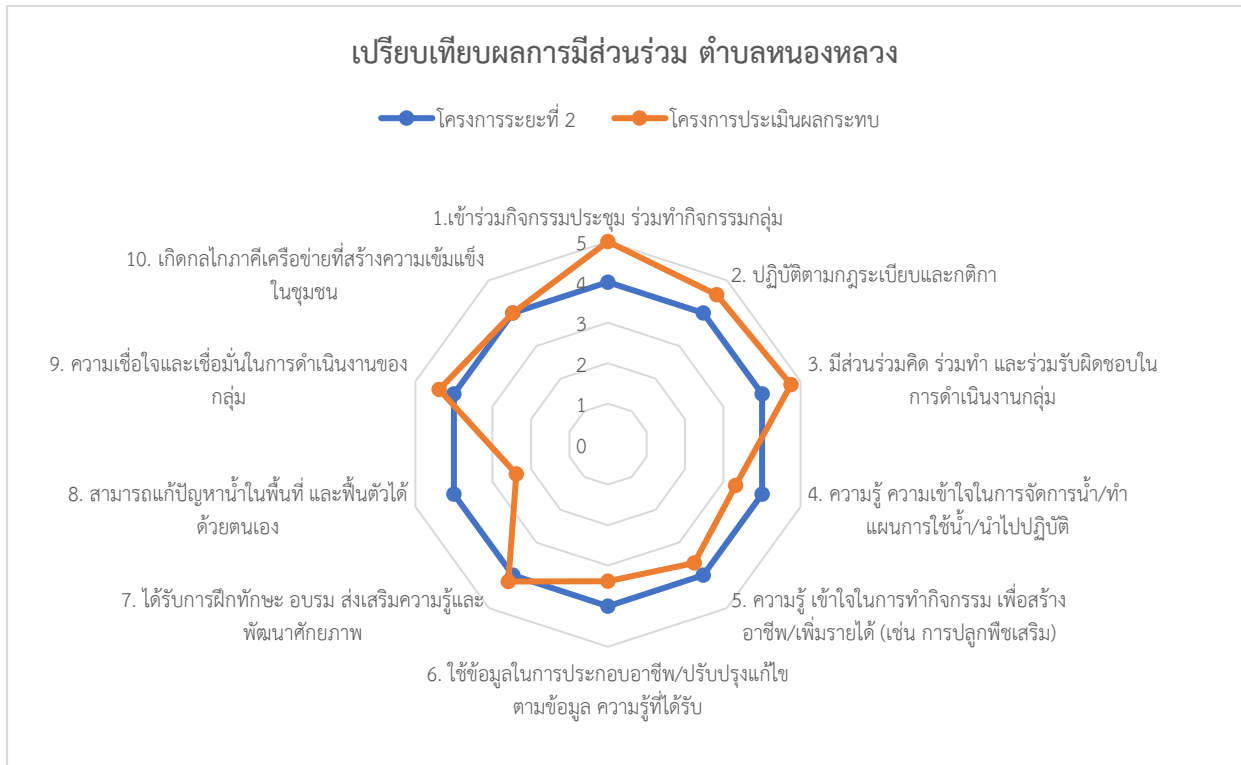 เปรียบเทียบผลการมีส่วนร่วม ตำบลหนองหลวง
โครงการระยะที่ 2
โครงการประเมินผลกระทบ
1.เข้าร่วมกิจกรรมประชุม ร่วมทำกิจกรรมกลุ่ม
2. ปฏิบัติตามกฎระเบียบและกติกา
3. มีส่วนร่วมคิด ร่วมทำ และร่วมรับผิดชอบใน
การดำเนินงานกลุ่ม
4. ความรู้ ความเข้าใจในการจัดการน้ำ/ทำ
แผนการใช้น้ำ/นำไปปฏิบัติ
5. ความรู้ เข้าใจในการทำกิจกรรม เพื่อสร้าง
อาชีพ/เพิ่มรายได้ (เช่น การปลูกพืชเสริม)
6. ใช้ข้อมูลในการประกอบอาชีพ/ปรับปรุงแก้ไข
ตามข้อมูล ความรู้ที่ได้รับ
7. ได้รับการฝึกทักษะ อบรม ส่งเสริมความรู้และ
พัฒนาศักยภาพ
8. สามารถแก้ปัญหาน้ำในพื้นที่ และฟื้นตัวได้
ด้วยตนเอง
9. ความเชื่อใจและเชื่อมั่นในการดำเนินงานของ
กลุ่ม
10. เกิดกลไกภาคีเครือข่ายที่สร้างความเข้มแข็ง
ในชุมชน
5
4
3
2
1
0